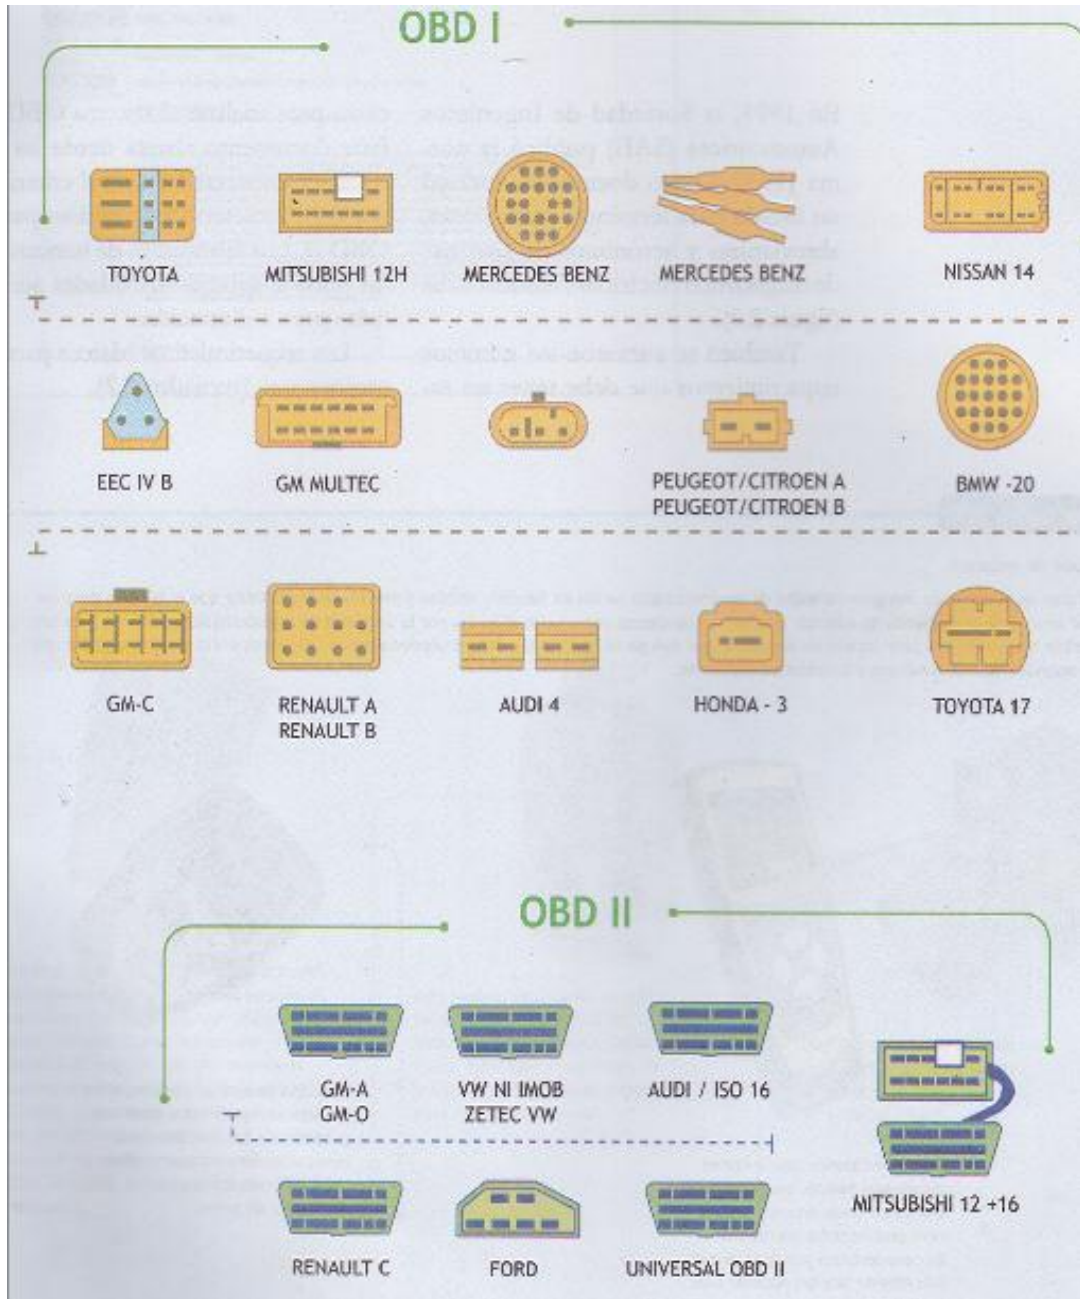 OBD I
TOYOTA
MITSUBISHI 12H
MERCEDES BENZ
MERCEDES BENZ
NISSAN 14
EEC IV B
GM MULTEC
PEUGEOT/CITROEN A
PEUGEOT/CITROEN B
BMW -20
GM-C
RENAULT A
RENAULT B
AUDI 4
HONDA - 3
TOYOTA 17
OBD II
GM-A
GM-O
VW NI IMOB
ZETEC VW
AUDI / ISO 16
MITSUBISHI 12 +16
RENAULT C
FORD
UNIVERSAL OBD II